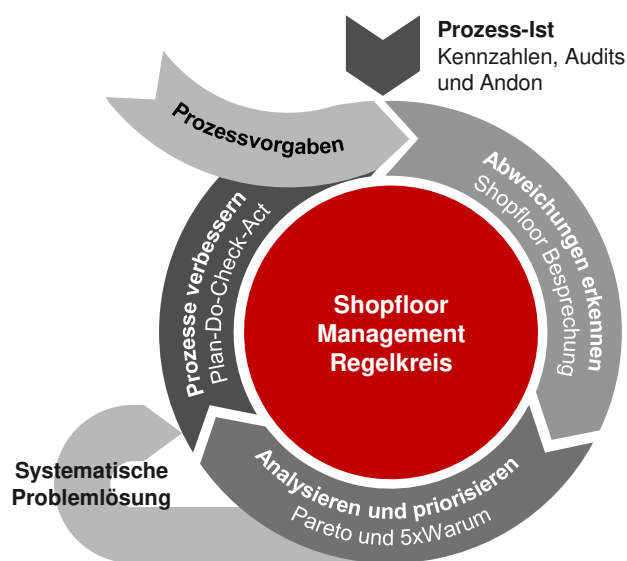 Prozess-Ist
Kennzahlen, Audits
und Andon
Prozessvorgaben
Abweichungen erkennen
Shopfloor Besprechung
Prozesse verbessern
Plan-Do-Check-Act
Shopfloor
Management
Regelkreis
Systematische
Problemlösung
Analysieren und priorisieren
Pareto und 5xWarum